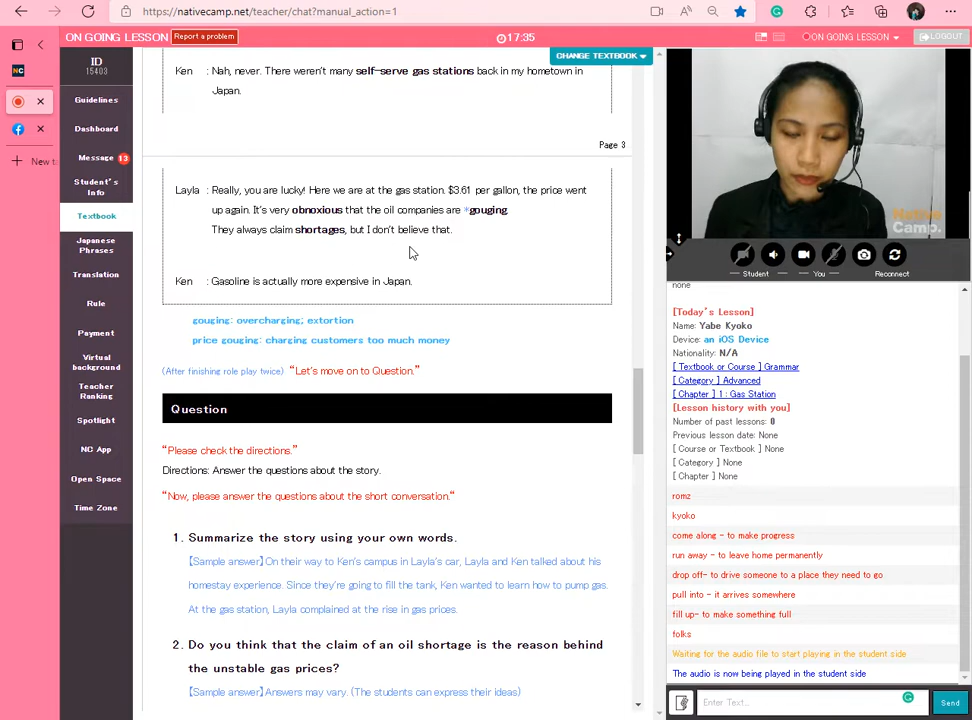 https://nativecamp.net/teacher/chat?manual_action=1
ON GOING LESSON
Report a problem
17:35
ON GOING LESSON
LOGOUT
CHANGE TEXTBOOK
ID
15403
Guidelines
Dashboard
Message 13
Student's
Info
Textbook
Japanese
Phrases
Translation
Rule
Payment
Virtual
background
Teacher
Ranking
Spotlight
NC App
Open Space
Time Zone
NC
New t
Ken : Nah, never. There weren't many self-serve gas stations back in my hometown in
Japan.
Page 3
Layla : Really, you are lucky! Here we are at the gas station. $3.61 per gallon, the price went
up again. It's very obnoxious that the oil companies are *gouging.
They always claim shortages, but I don't believe that.
Ken : Gasoline is actually more expensive in Japan.
gouging: overcharging; extortion
price gouging: charging customers too much money
(After finishing role play twice) "Let's move on to Question."
Question
"Please check the directions."
Directions: Answer the questions about the story.
"Now, please answer the questions about the short conversation."
1. Summarize the story using your own words.
【Sample answer】On their way to Ken's campus in Layla's car, Layla and Ken talked about his
homestay experience. Since they're going to fill the tank, Ken wanted to learn how to pump gas.
At the gas station, Layla complained at the rise in gas prices.
2. Do you think that the claim of an oil shortage is the reason behind
the unstable gas prices?
【Sample answer】Answers may vary. (The students can express their ideas)
Native
Camp.
Student
You
Reconnect
none
[Today's Lesson]
Name: Yabe Kyoko
Device: an iOS Device
Nationality: N/A
[ Textbook or Course ] Grammar
[ Category ] Advanced
[ Chapter ] 1 : Gas Station
[Lesson history with you]
Number of past lessons: 0
Previous lesson date: None
[ Course or Textbook ] None
[ Category ] None
[ Chapter ] None
romz
kyoko
come along - to make progress
run away - to leave home permanently
drop off- to drive someone to a place they need to go
pull into - it arrives somewhere
fill up- to make something full
folks
Waiting for the audio file to start playing in the student side
The audio is now being played in the student side
Enter Text...
Send